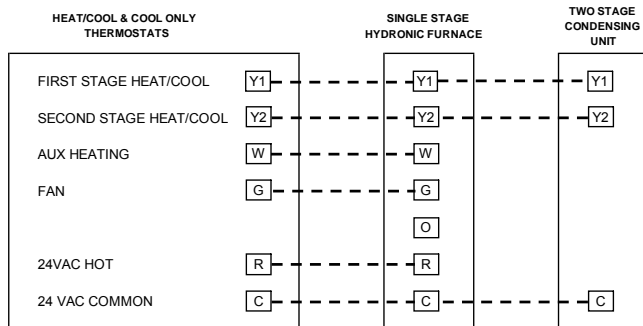 HEAT/COOL & COOL ONLY
THERMOSTATS
SINGLE STAGE
HYDRONIC FURNACE
TWO STAGE
CONDENSING
UNIT
FIRST STAGE HEAT/COOL Y1 Y1 Y1
SECOND STAGE HEAT/COOL Y2 Y2 Y2
AUX HEATING W W
FAN G G
O
24VAC HOT R R
24 VAC COMMON C C C